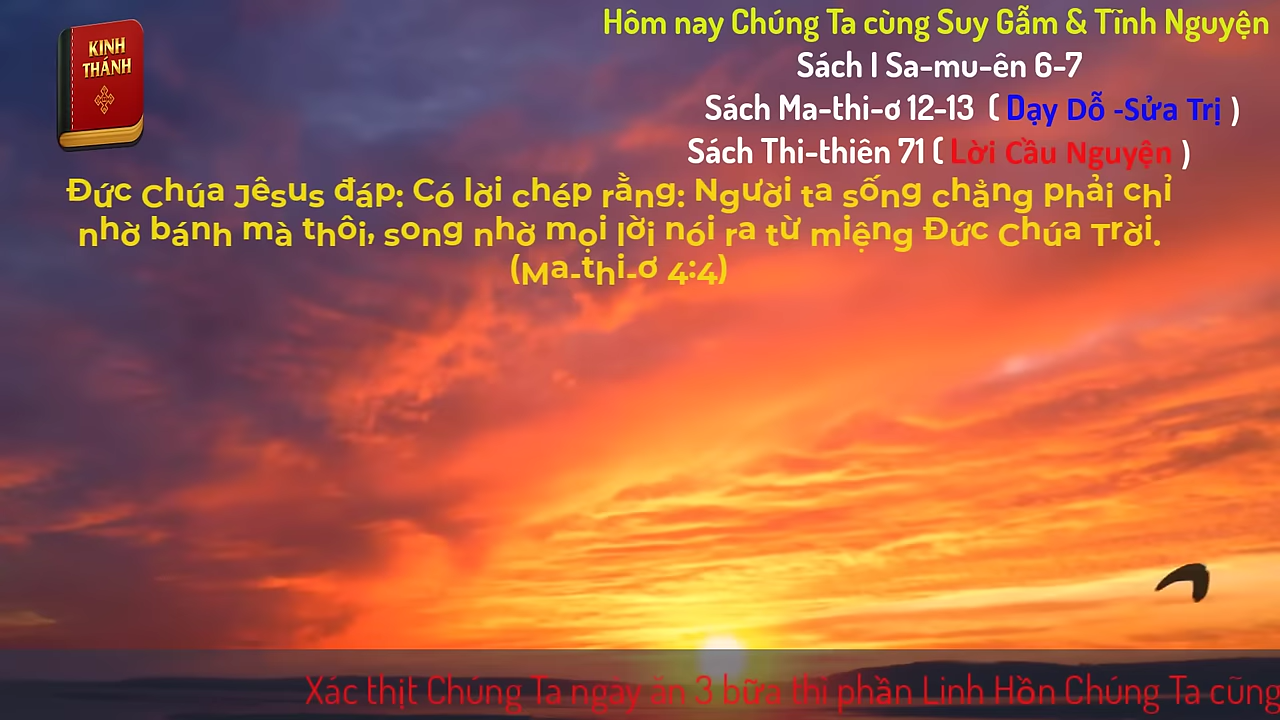 KINH
THÁNH
Hôm nay Chúng Ta cùng Suy Gẫm & Tĩnh Nguyện
Sách I Sa-mu-ên 6-7
Sách Ma-thi-ơ 12-13 ( Dạy Dỗ -Sửa Trị )
Sách Thi-thiên 71 ( Lời Cầu Nguyện )
Đức Chúa Jêsus đáp: Có lời chép rằng: Người ta sống chẳng phải chỉ
nhờ bánh mà thôi, song nhờ mọi lời nói ra từ miệng Đức Chúa Trời.
(Ma-thi-ơ 4:4)
Xác thịt Chúng Ta ngày ăn 3 bữa thì phần Linh Hồn Chúng Ta cũng